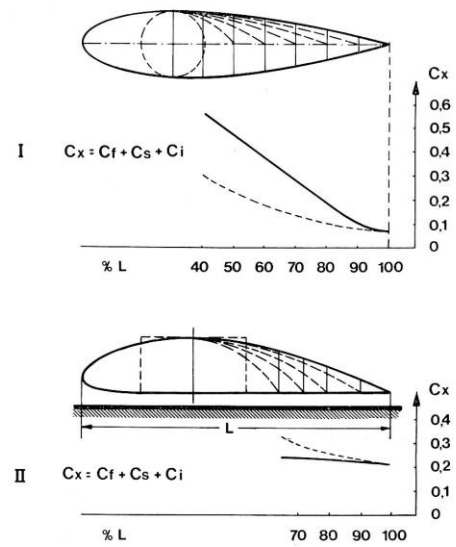 Cx
0,6
0,5
I Cx = Cf + Cs + Ci
0,4
0,3
0,2
0,1
0
% L 40 50 60 70 80 90 100
L
Cx
0,4
0,3
II Cx = Cf + Cs + Ci
0,2
0,1
0
% L 70 80 90 100